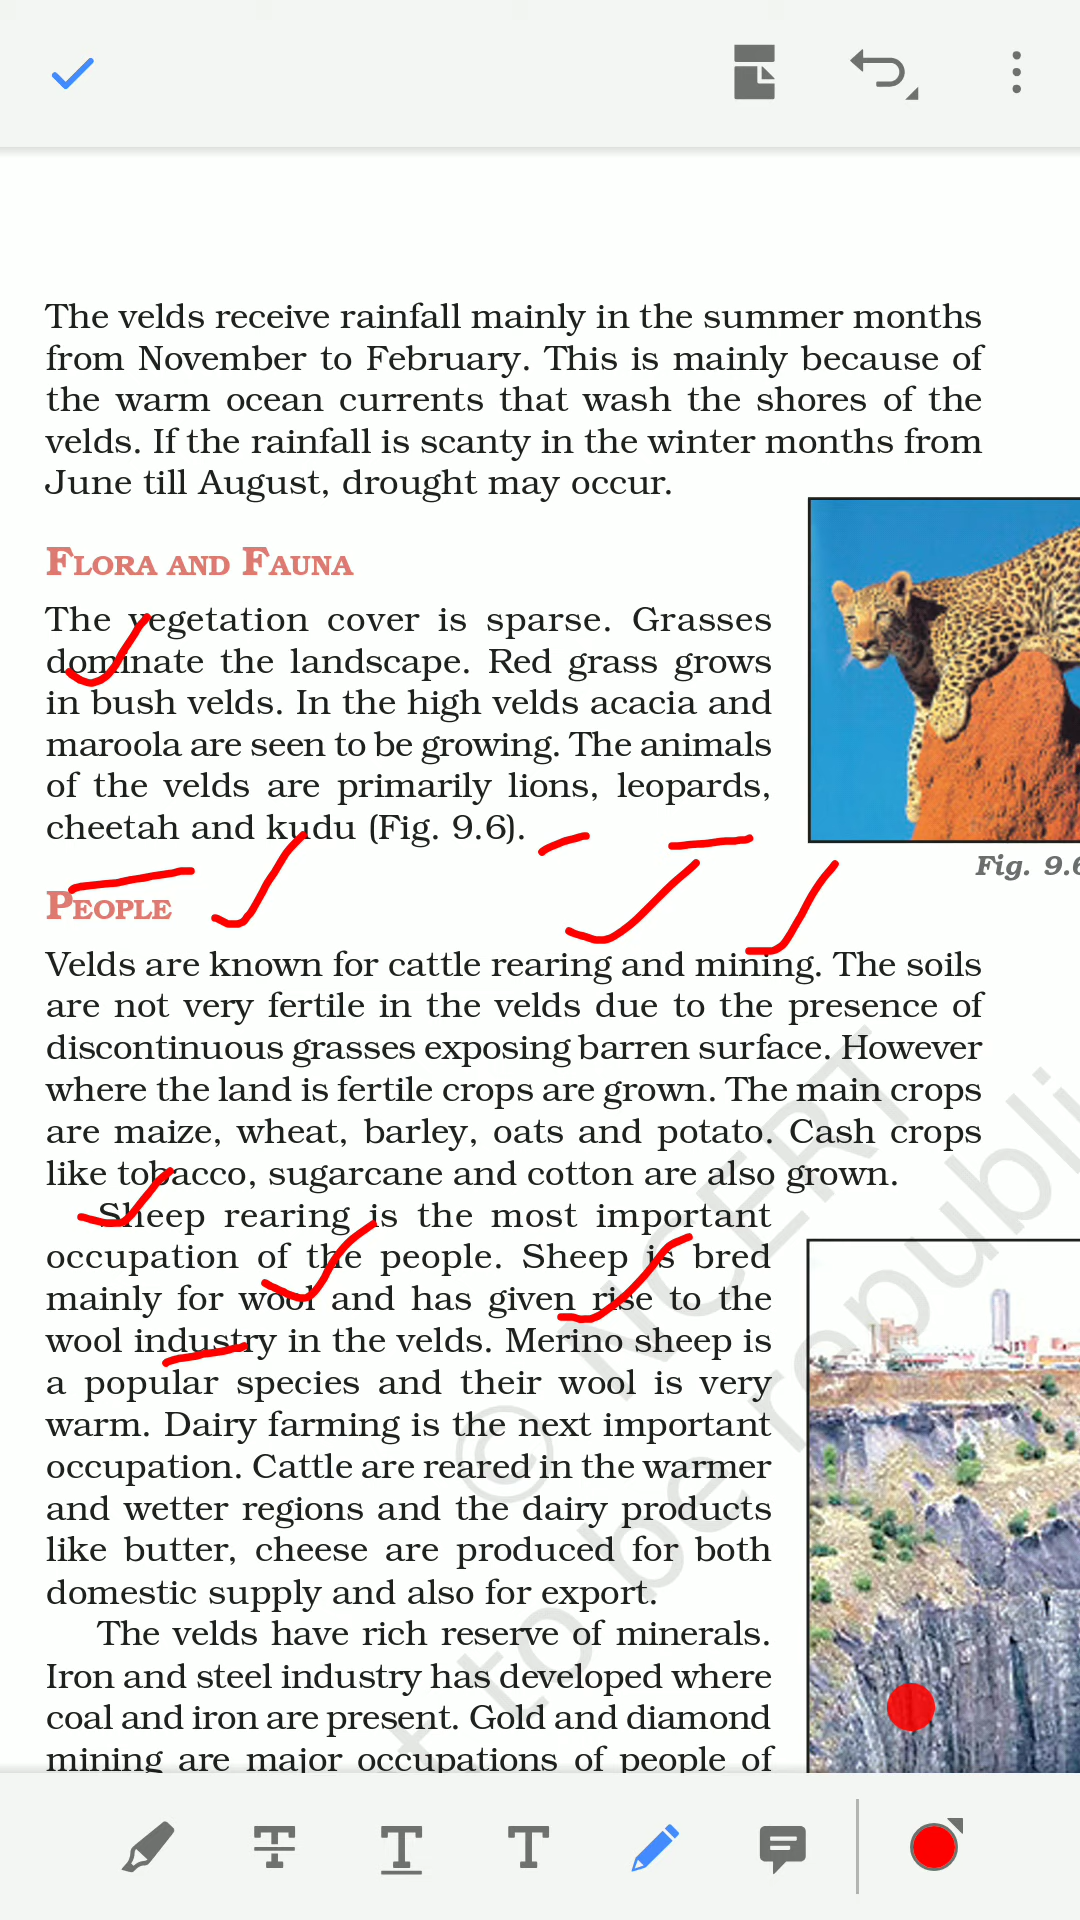 The velds receive rainfall mainly in the summer months
from November to February. This is mainly because of
the warm ocean currents that wash the shores of the
velds. If the rainfall is scanty in the winter months from
June till August, drought may occur.
FLORA AND FAUNA
The vegetation cover is sparse. Grasses
dominate the landscape. Red grass grows
in bush velds. In the high velds acacia and
maroola are seen to be growing. The animals
of the velds are primarily lions, leopards,
cheetah and kudu (Fig. 9.6).
Fig. 9.6
PEOPLE
Velds are known for cattle rearing and mining. The soils
are not very fertile in the velds due to the presence of
discontinuous grasses exposing barren surface. However
where the land is fertile crops are grown. The main crops
are maize, wheat, barley, oats and potato. Cash crops
like tobacco, sugarcane and cotton are also grown.
Sheep rearing is the most important
occupation of the people. Sheep is bred
mainly for wool and has given rise to the
wool industry in the velds. Merino sheep is
a popular species and their wool is very
warm. Dairy farming is the next important
occupation. Cattle are reared in the warmer
and wetter regions and the dairy products
like butter, cheese are produced for both
domestic supply and also for export.
The velds have rich reserve of minerals.
Iron and steel industry has developed where
coal and iron are present. Gold and diamond
mining are major occupations of people of
© NCERT
to be republi